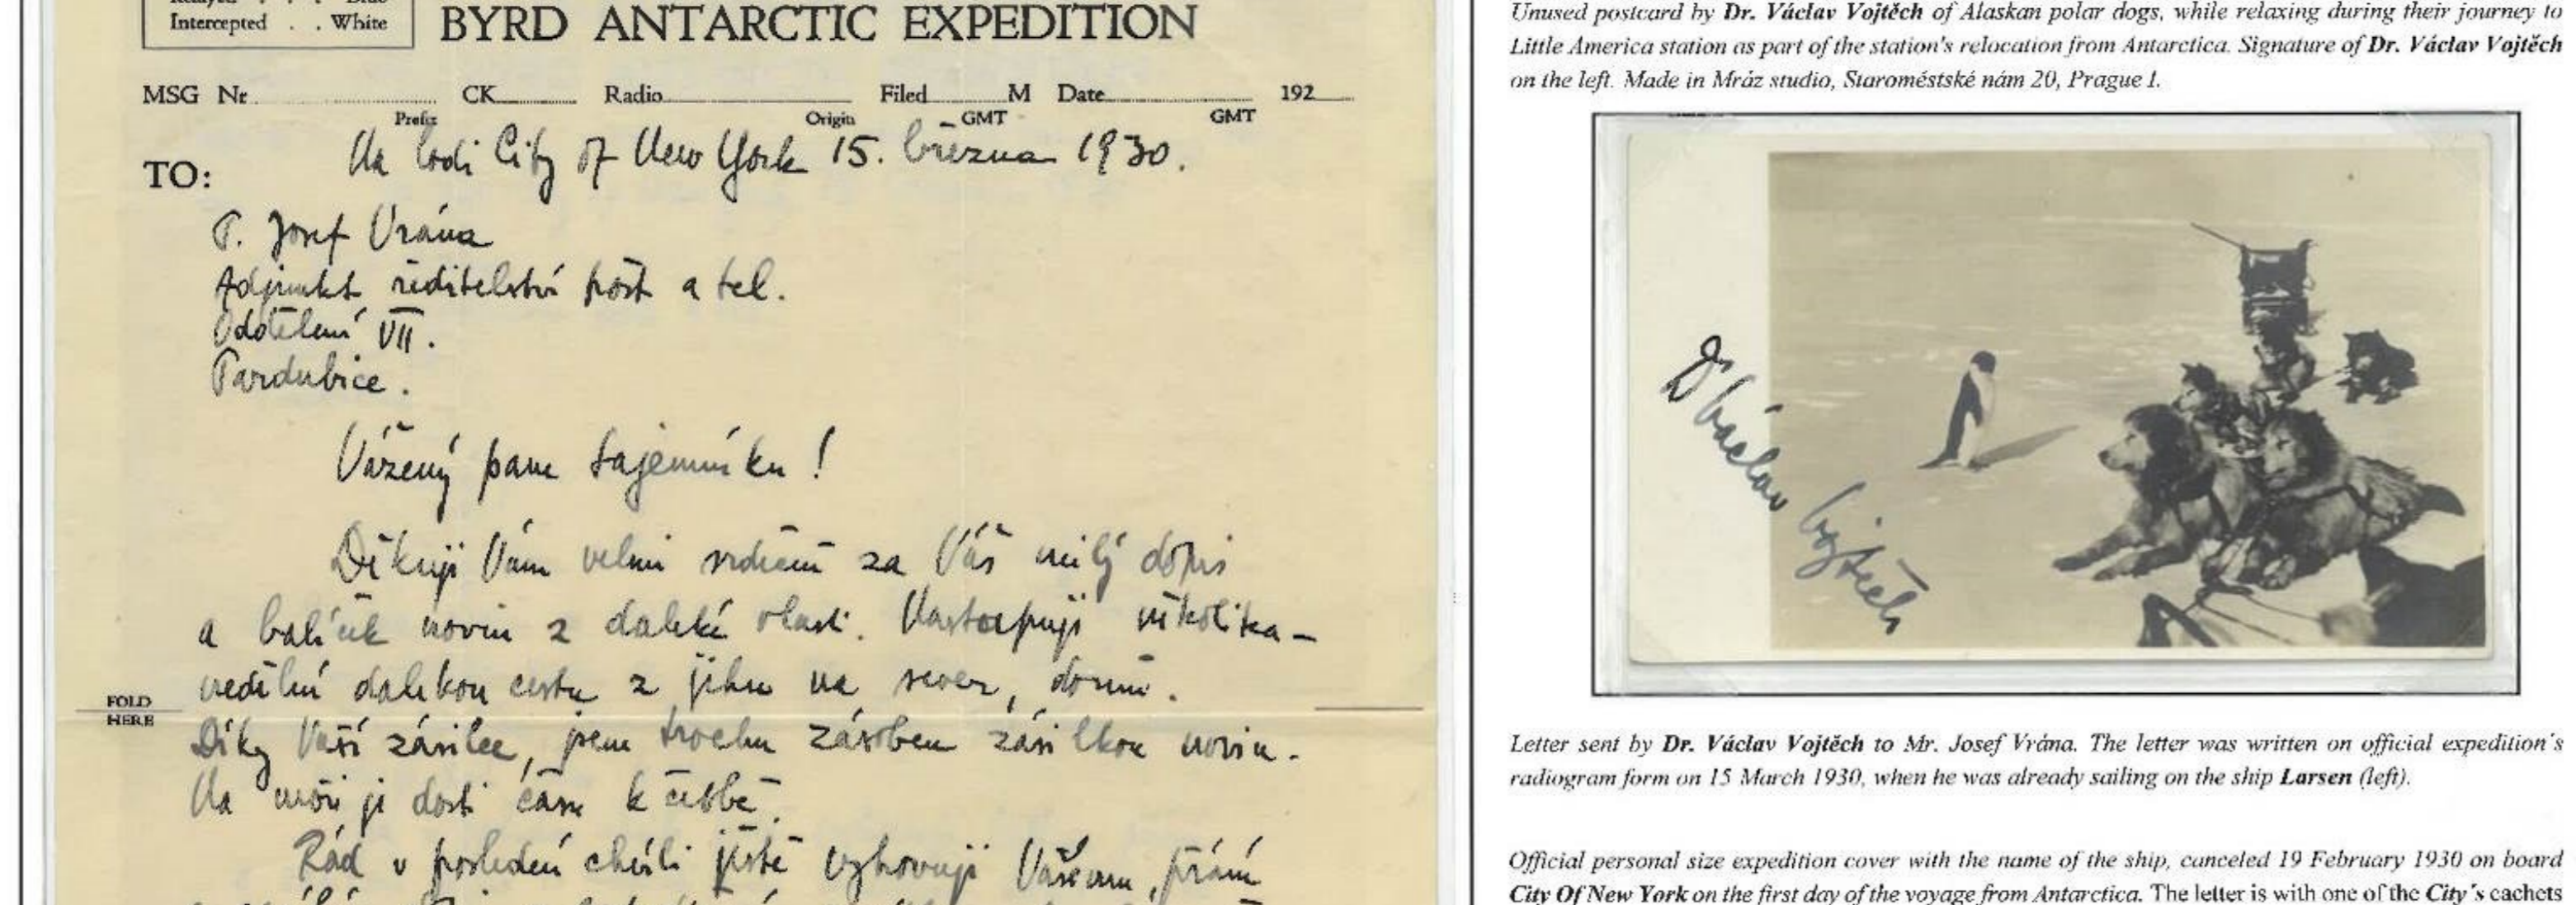 Intercepted . . White
BYRD ANTARCTIC EXPEDITION
MSG Nr. CK Radio Filed M Date 192
Prefix Origin GMT GMT
Na lodi City of New York 15. března 1930.
TO:
P. Josef Vrána
Adjunkt ředitelství pošt a tel.
Oddělení VII.
Pardubice.
Vážený pane tajemníku!
Děkuji Vám velmi srdečně za Váš milý dopis
a balíček novin z daleké vlasti. Nastupuji několika-
nedělní dalekou cestu z jihu na sever, domů.
FOLD
HERE
Díky Vaší zásilce, jsem trochu zásoben zásilkou novin.
Na moři je dosti času k četbě.
Rád v poslední chvíli ještě vyhovuji Vašemu přání
Unused postcard by Dr. Václav Vojtěch of Alaskan polar dogs, while relaxing during their journey to
Little America station as part of the station's relocation from Antarctica. Signature of Dr. Václav Vojtěch
on the left. Made in Mráz studio, Staroměstské nám 20, Prague I.
Dr Václav Vojtěch
Letter sent by Dr. Václav Vojtěch to Mr. Josef Vrána. The letter was written on official expedition's
radiogram form on 15 March 1930, when he was already sailing on the ship Larsen (left).
Official personal size expedition cover with the name of the ship, canceled 19 February 1930 on board
City Of New York on the first day of the voyage from Antarctica. The letter is with one of the City's cachets